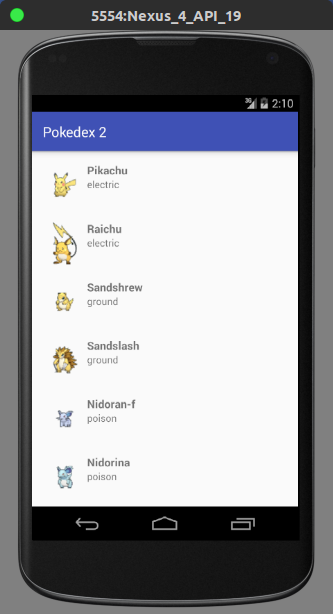 5554:Nexus_4_API_19
3G 2:10
Pokedex 2
Pikachu
electric
Raichu
electric
Sandshrew
ground
Sandslash
ground
Nidoran-f
poison
Nidorina
poison